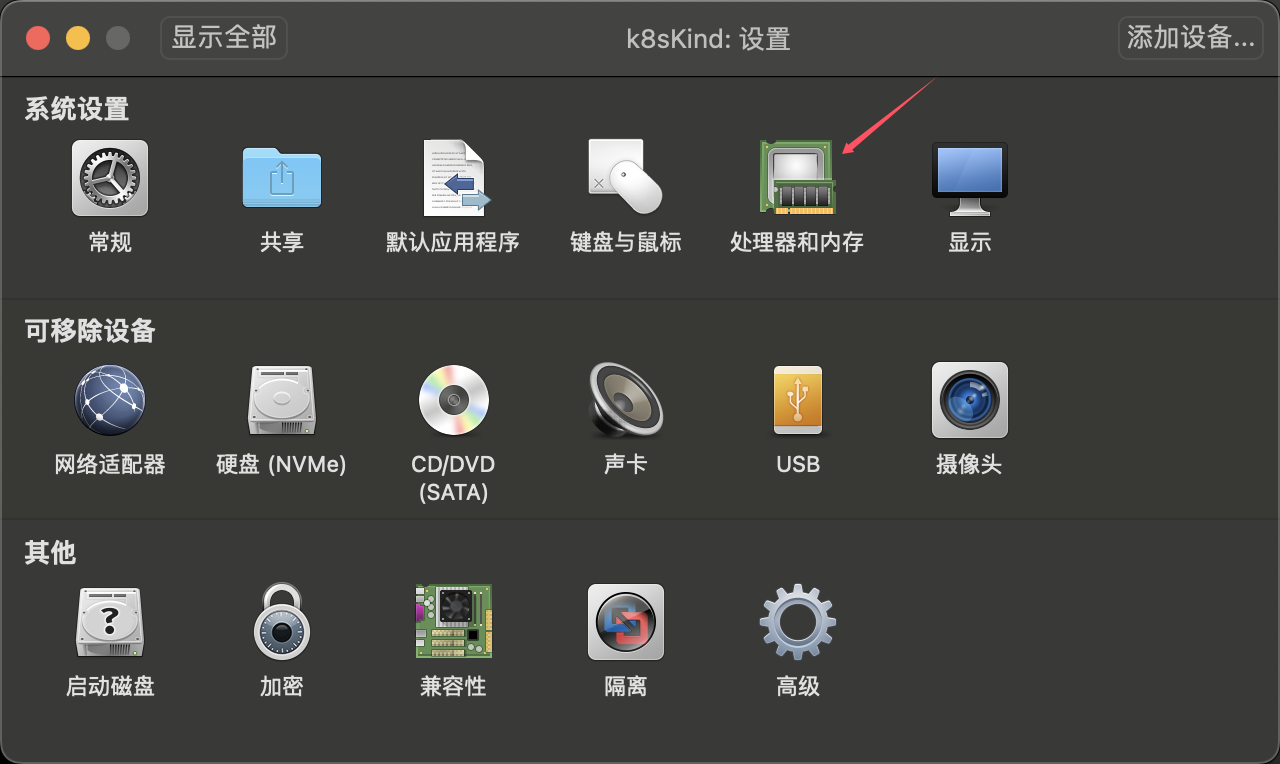 显示全部
k8sKind: 设置
添加设备...
系统设置
常规
共享
默认应用程序
键盘与鼠标
处理器和内存
显示
可移除设备
网络适配器
硬盘 (NVMe)
CD/DVD
(SATA)
声卡
USB
摄像头
其他
?
启动磁盘
加密
兼容性
隔离
高级